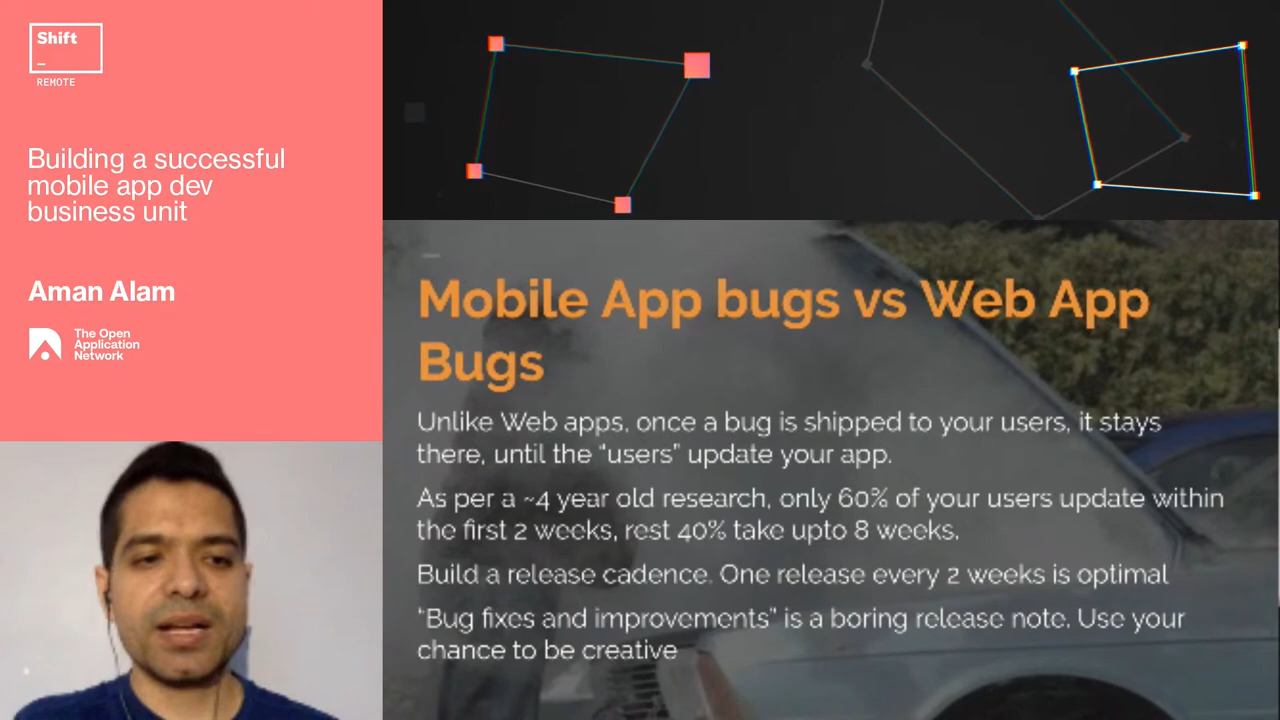 Shift
_
REMOTE
Building a successful
mobile app dev
business unit
Aman Alam
The Open
Application
Network
Mobile App bugs vs Web App
Bugs
Unlike Web apps, once a bug is shipped to your users, it stays
there, until the “users” update your app.
As per a ~4 year old research, only 60% of your users update within
the first 2 weeks, rest 40% take upto 8 weeks.
Build a release cadence. One release every 2 weeks is optimal
“Bug fixes and improvements” is a boring release note. Use your
chance to be creative